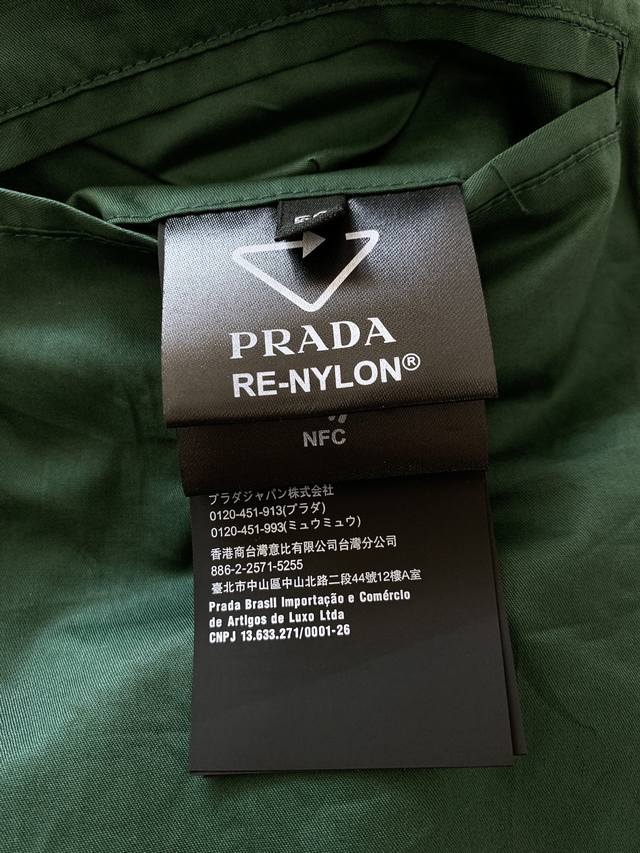 PRADA
RE-NYLON®
NFC
プラダジャパン株式会社
0120-451-913(プラダ)
0120-451-993(ミュウミュウ)
香港商台灣意比有限公司台灣分公司
886-2-2571-5255
臺北市中山區中山北路二段44號12樓A室
Prada Brasil Importação e Comércio
de Artigos de Luxo Ltda
CNPJ 13.633.271/0001-26